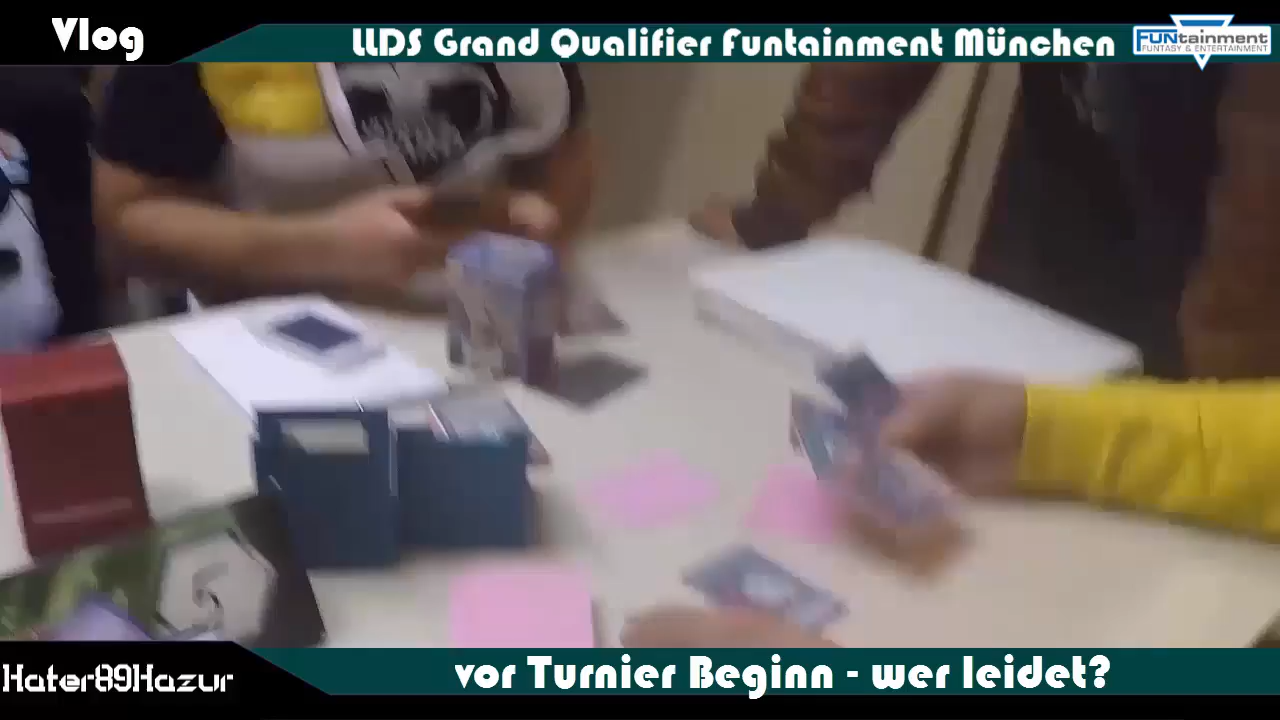 Vlog
LLDS Grand Qualifier Funtainment München
FUNtainment
FUNTASY & ENTERTAINMENT
Hater89Hazur
vor Turnier Beginn - wer leidet?